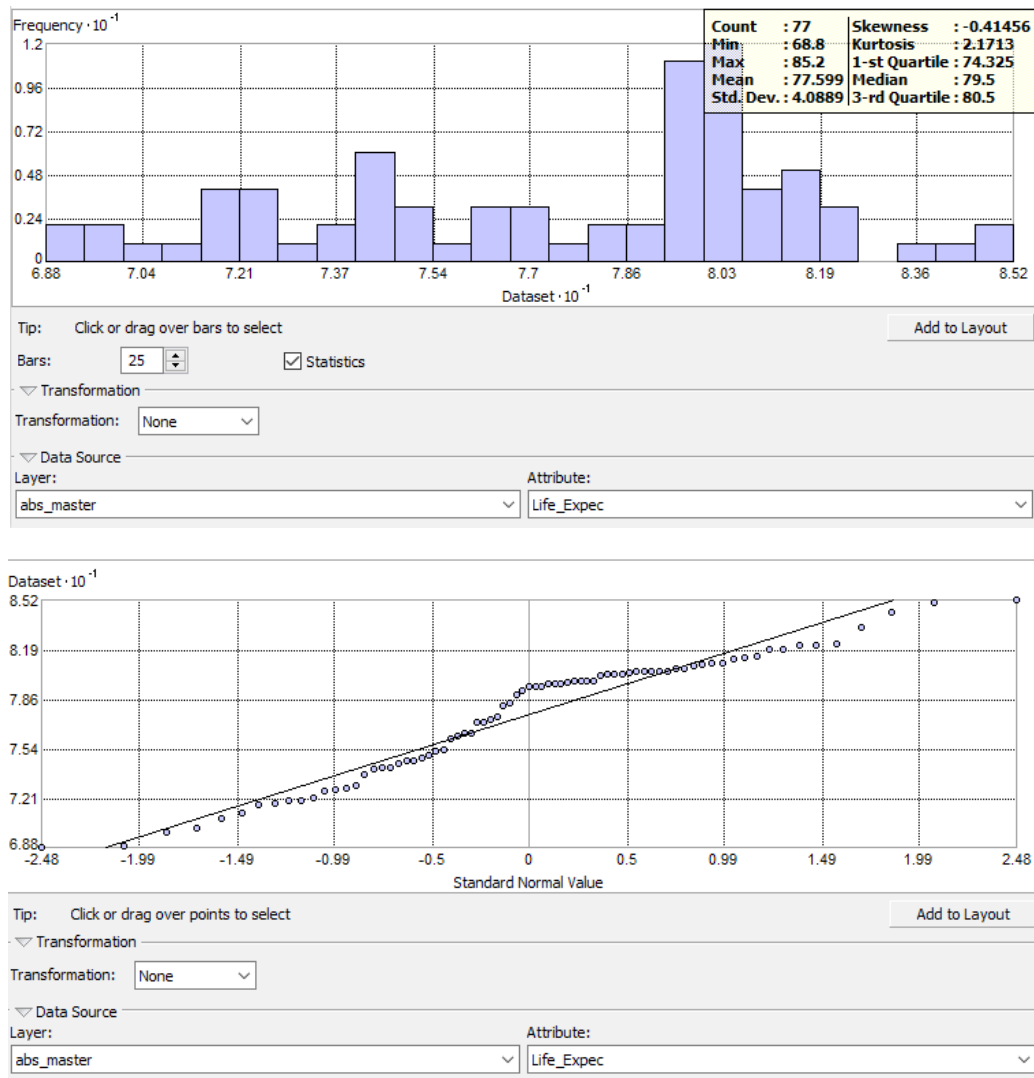 Frequency · 10 -1
Count : 77 Skewness : -0.41456
Min : 68.8 Kurtosis : 2.1713
Max : 85.2 1-st Quartile : 74.325
Mean : 77.599 Median : 79.5
Std. Dev. : 4.0889 3-rd Quartile : 80.5
1.2
0.96
0.72
0.48
0.24
0
6.88 7.04 7.21 7.37 7.54 7.7 7.86 8.03 8.19 8.36 8.52
Dataset · 10 -1
Tip: Click or drag over bars to select Add to Layout
Bars: 25 Statistics
Transformation
Transformation: None
Data Source
Layer: Attribute:
abs_master Life_Expec
Dataset · 10 -1
8.52
8.19
7.86
7.54
7.21
6.88
-2.48 -1.99 -1.49 -0.99 -0.5 0 0.5 0.99 1.49 1.99 2.48
Standard Normal Value
Tip: Click or drag over points to select Add to Layout
Transformation
Transformation: None
Data Source
Layer: Attribute:
abs_master Life_Expec